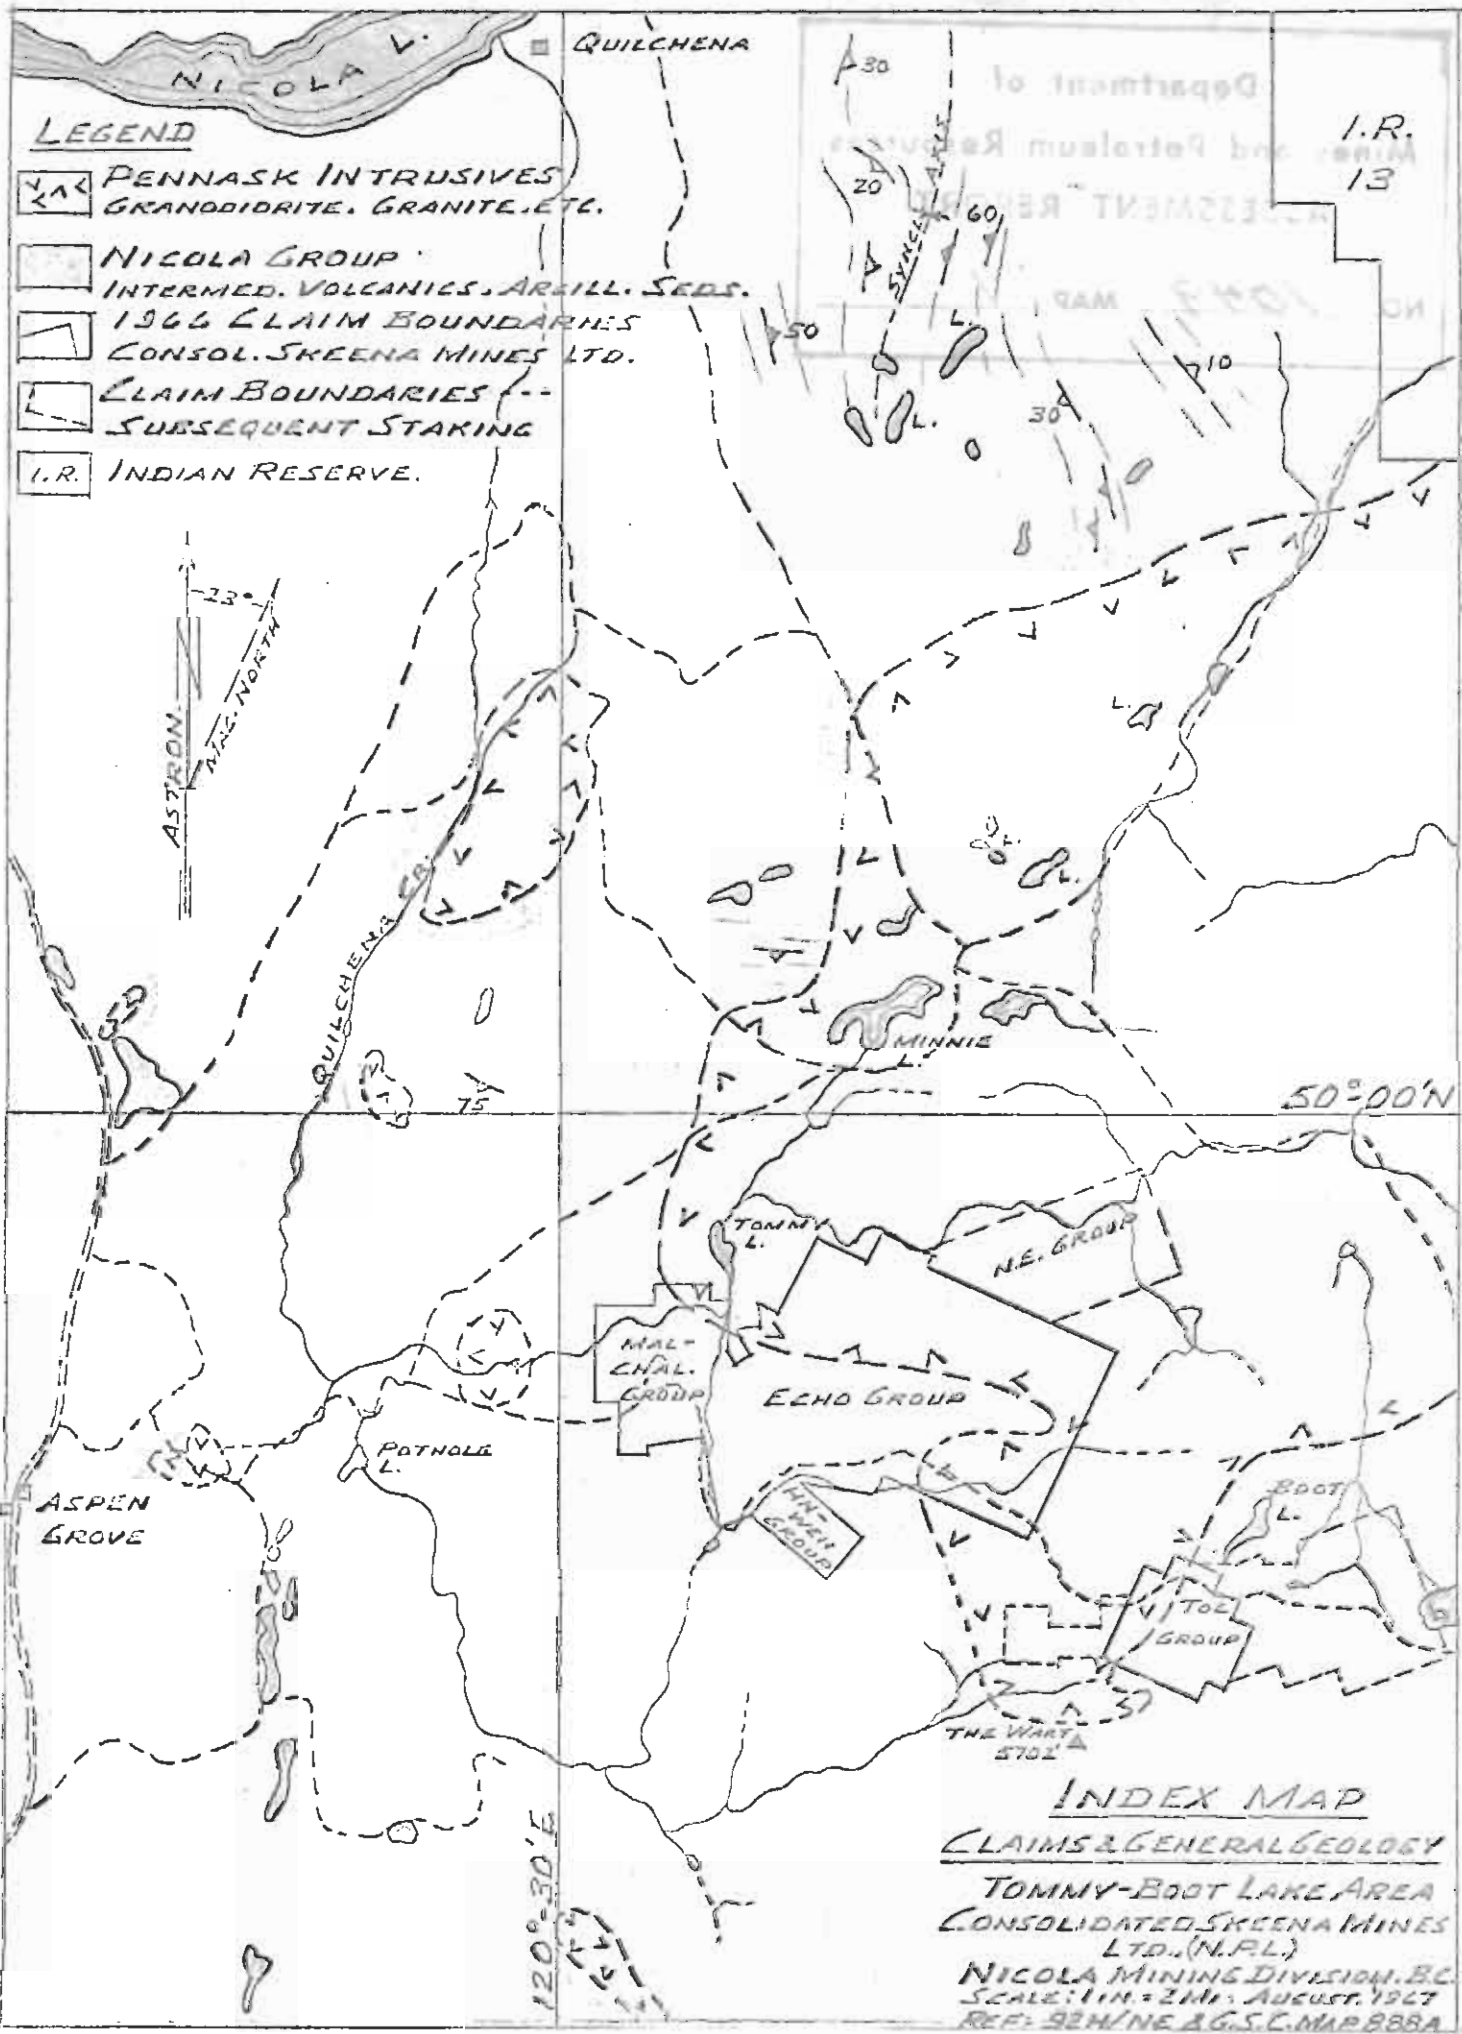 NICOLA L.
QUILCHENA
LEGEND
PENNASK INTRUSIVES
GRANODIORITE. GRANITE. ETC.
NICOLA GROUP
INTERMED. VOLCANICS. ARGILL. SEDS.
1966 CLAIM BOUNDARIES
CONSOL. SKEENA MINES LTD.
CLAIM BOUNDARIES
SUBSEQUENT STAKING
I.R. INDIAN RESERVE.
Department of
Mines and Petroleum Resources
ASSESSMENT REPORT
NO MAP
I.R.
13
30
20
60
50
10
30
SYNCL. AXIS
L.
L.
23°
ASTRON.
MAG. NORTH
L.
L.
QUILCHENA CR.
MINNIE
L.
75
50°-00'N
TOMMY
L.
N.E. GROUP
MAL-
CHAL.
GROUP
ECHO GROUP
POTHOLE
L.
ASPEN
GROVE
HN-
WEN
GROUP
BOOT
L.
TOE
GROUP
THE WART
5702'
120°-30'E
INDEX MAP
CLAIMS & GENERAL GEOLOGY
TOMMY-BOOT LAKE AREA
CONSOLIDATED SKEENA MINES
LTD., (N.P.L.)
NICOLA MINING DIVISION. B.C.
SCALE: 1 IN. = 2 MI. AUGUST. 1967
REF: 92H/NE & G.S.C. MAP 888A